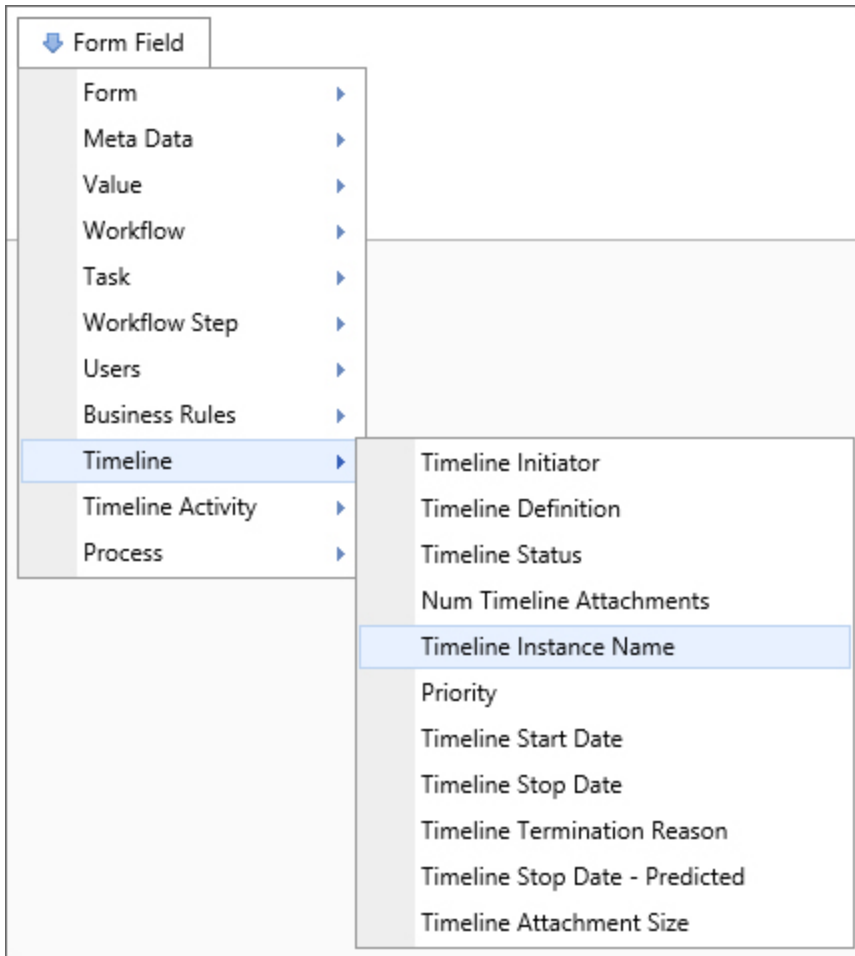 Form Field
Form
Meta Data
Value
Workflow
Task
Workflow Step
Users
Business Rules
Timeline
Timeline Activity
Process
Timeline Initiator
Timeline Definition
Timeline Status
Num Timeline Attachments
Timeline Instance Name
Priority
Timeline Start Date
Timeline Stop Date
Timeline Termination Reason
Timeline Stop Date - Predicted
Timeline Attachment Size